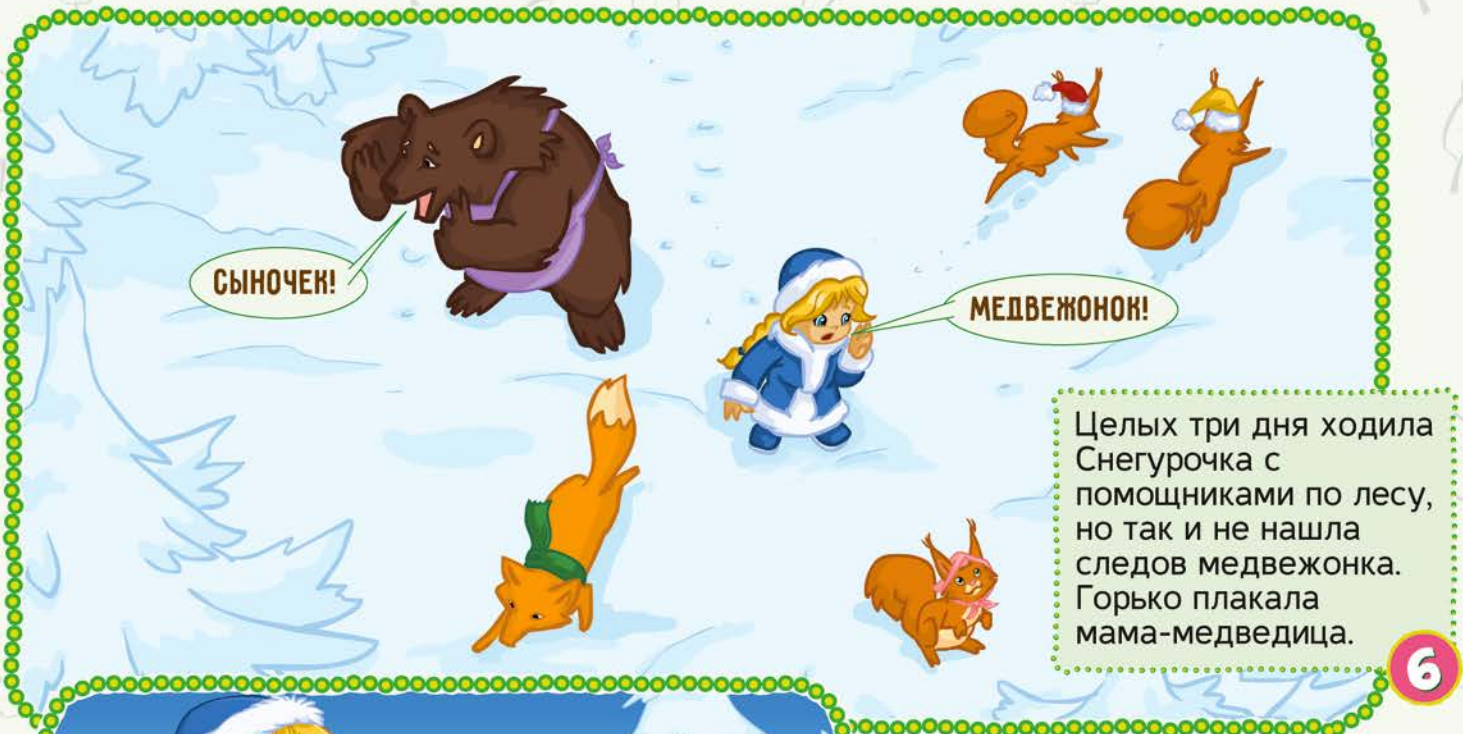 СЫНОЧЕК!
МЕДВЕЖОНОК!
Целых три дня ходила
Снегурочка с
помощниками по лесу,
но так и не нашла
следов медвежонка.
Горько плакала
мама-медведица.
6